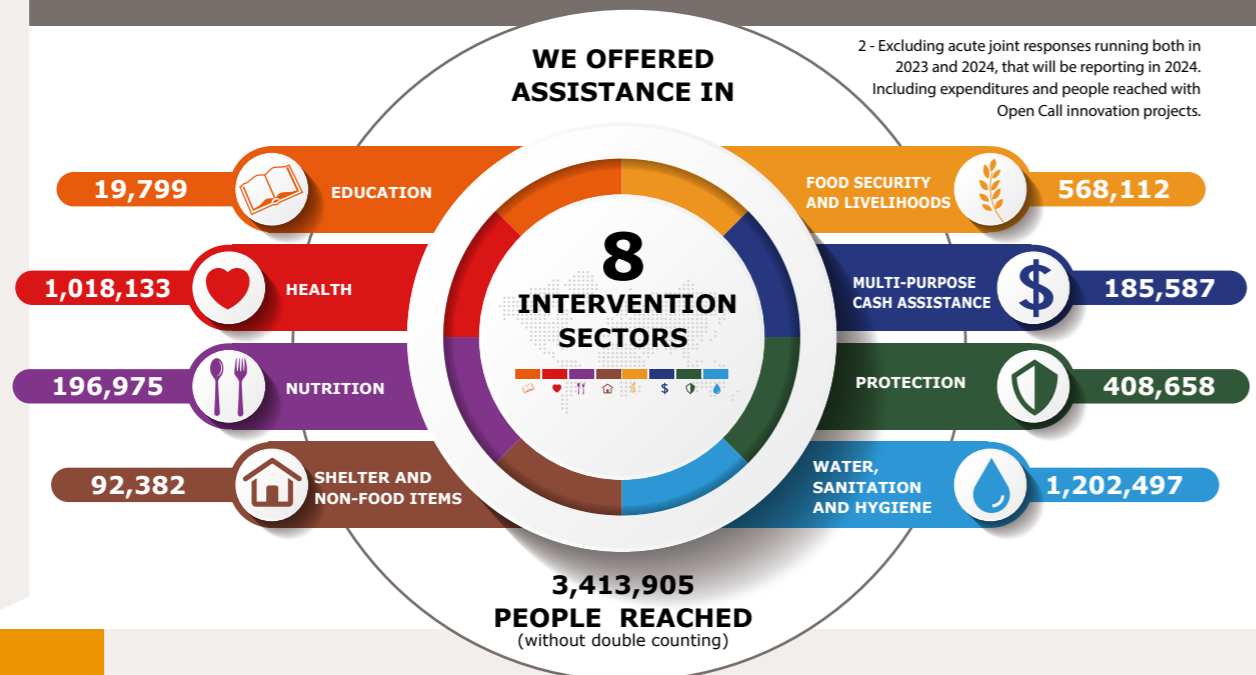 WE OFFERED
ASSISTANCE IN
2 - Excluding acute joint responses running both in
2023 and 2024, that will be reporting in 2024.
Including expenditures and people reached with
Open Call innovation projects.
19,799
EDUCATION
1,018,133
HEALTH
196,975
NUTRITION
92,382
SHELTER AND
NON-FOOD ITEMS
8
INTERVENTION
SECTORS
$
FOOD SECURITY
AND LIVELIHOODS
568,112
MULTI-PURPOSE
CASH ASSISTANCE
$
185,587
PROTECTION
408,658
WATER,
SANITATION
AND HYGIENE
1,202,497
3,413,905
PEOPLE REACHED
(without double counting)